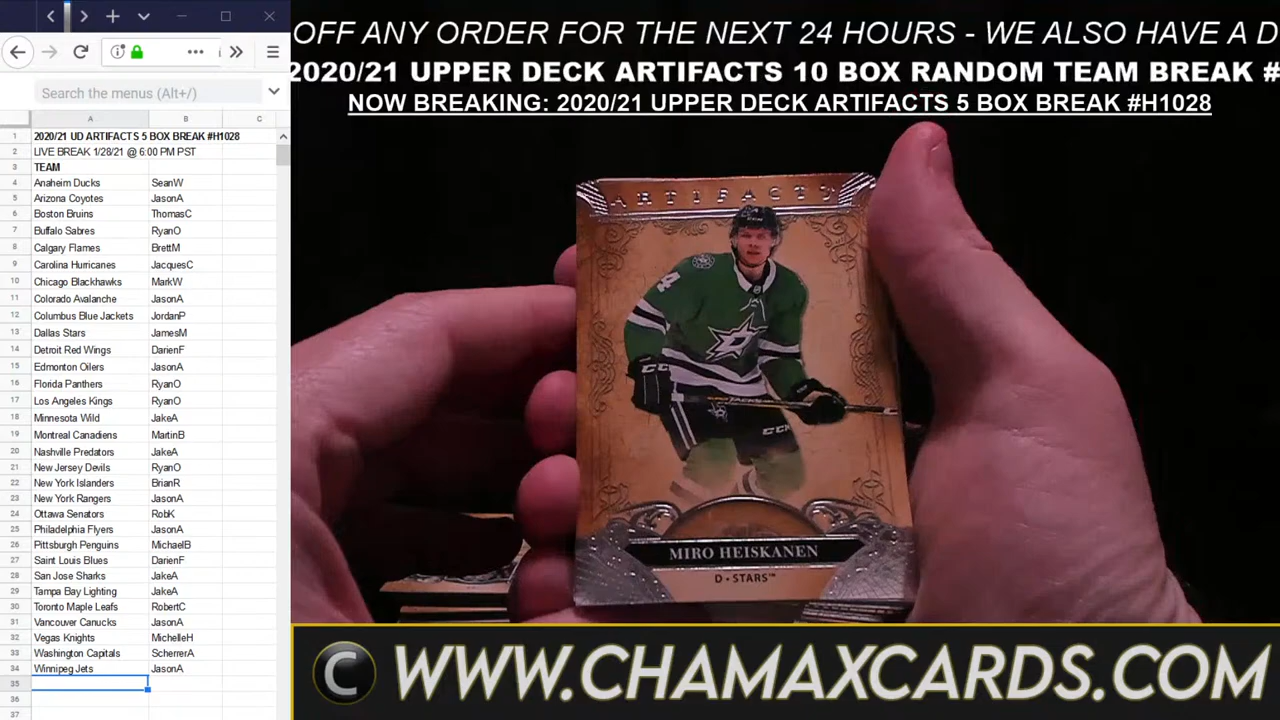 OFF ANY ORDER FOR THE NEXT 24 HOURS - WE ALSO HAVE A D
2020/21 UPPER DECK ARTIFACTS 10 BOX RANDOM TEAM BREAK #
NOW BREAKING: 2020/21 UPPER DECK ARTIFACTS 5 BOX BREAK #H1028
Search the menus (Alt+/)
A B C
1 2020/21 UD ARTIFACTS 5 BOX BREAK #H1028
2 LIVE BREAK 1/28/21 @ 6:00 PM PST
3 TEAM
4 Anaheim Ducks SeanW
5 Arizona Coyotes JasonA
6 Boston Bruins ThomasC
7 Buffalo Sabres RyanO
8 Calgary Flames BrettM
9 Carolina Hurricanes JacquesC
10 Chicago Blackhawks MarkW
11 Colorado Avalanche JasonA
12 Columbus Blue Jackets JordanP
13 Dallas Stars JamesM
14 Detroit Red Wings DarienF
15 Edmonton Oilers JasonA
16 Florida Panthers RyanO
17 Los Angeles Kings RyanO
18 Minnesota Wild JakeA
19 Montreal Canadiens MartinB
20 Nashville Predators JakeA
21 New Jersey Devils RyanO
22 New York Islanders BrianR
23 New York Rangers JasonA
24 Ottawa Senators RobK
25 Philadelphia Flyers JasonA
26 Pittsburgh Penguins MichaelB
27 Saint Louis Blues DarienF
28 San Jose Sharks JakeA
29 Tampa Bay Lighting JakeA
30 Toronto Maple Leafs RobertC
31 Vancouver Canucks JasonA
32 Vegas Knights MichelleH
33 Washington Capitals ScherrerA
34 Winnipeg Jets JasonA
35
36
37
ARTIFACTS
CCM
4
D
CCM
CCM
MIRO HEISKANEN
D • STARS™
C WWW.CHAMAXCARDS.COM